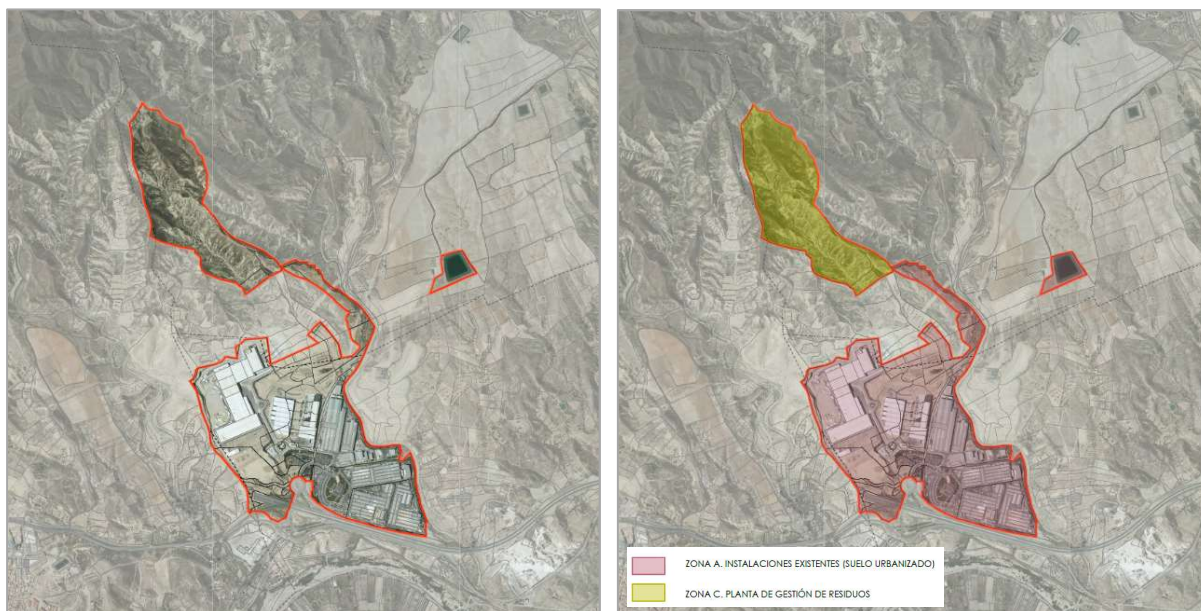 ZONA A. INSTALACIONES EXISTENTES (SUELO URBANIZADO)
ZONA C. PLANTA DE GESTIÓN DE RESIDUOS